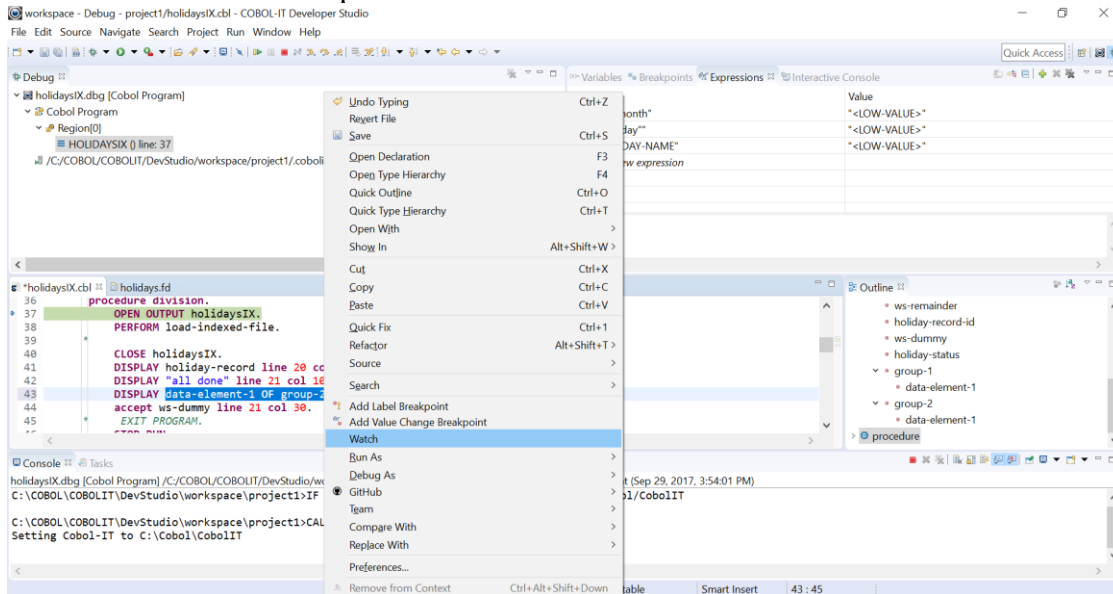 workspace - Debug - project1/holidaysIX.cbl - COBOL-IT Developer Studio
File Edit Source Navigate Search Project Run Window Help
Quick Access
Debug
holidaysIX.dbg [Cobol Program]
Cobol Program
Region[0]
HOLIDAYSIX () line: 37
/C:/COBOL/COBOLIT/DevStudio/workspace/project1/.coboli
Variables Breakpoints Expressions Interactive Console
Value
onth" "<LOW-VALUE>"
day"" "<LOW-VALUE>"
DAY-NAME" "<LOW-VALUE>"
ew expression
Undo Typing Ctrl+Z
Revert File
Save Ctrl+S
Open Declaration F3
Open Type Hierarchy F4
Quick Outline Ctrl+O
Quick Type Hierarchy Ctrl+T
Open With
Show In Alt+Shift+W
Cut Ctrl+X
Copy Ctrl+C
Paste Ctrl+V
Quick Fix Ctrl+1
Refactor Alt+Shift+T
Source
Search
Add Label Breakpoint
Add Value Change Breakpoint
Watch
Run As
Debug As
GitHub
Team
Compare With
Replace With
Preferences...
Remove from Context Ctrl+Alt+Shift+Down
*holidaysIX.cbl holidays.fd
36 procedure division.
37 OPEN OUTPUT holidaysIX.
38 PERFORM load-indexed-file.
39 *
40 CLOSE holidaysIX.
41 DISPLAY holiday-record line 20 co
42 DISPLAY "all done" line 21 col 10
43 DISPLAY data-element-1 OF group-2
44 accept ws-dummy line 21 col 30.
45 * EXIT PROGRAM.
46 STOP RUN
Outline
ws-remainder
holiday-record-id
ws-dummy
holiday-status
group-1
data-element-1
group-2
data-element-1
procedure
Console Tasks
holidaysIX.dbg [Cobol Program] /C:/COBOL/COBOLIT/DevStudio/wo t (Sep 29, 2017, 3:54:01 PM)
C:\COBOL\COBOLIT\DevStudio\workspace\project1>IF ol/CobolIT
C:\COBOL\COBOLIT\DevStudio\workspace\project1>CAL
Setting Cobol-IT to C:\Cobol\CobolIT
table Smart Insert 43 : 45